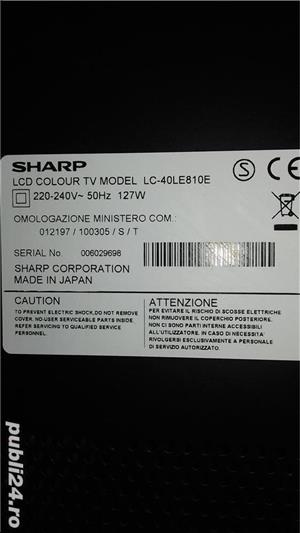 SHARP
LCD COLOUR TV MODEL LC-40LE810E
220-240V~ 50Hz 127W
OMOLOGAZIONE MINISTERO COM.:
012197 / 100305 / S / T
SERIAL No. 006029698
SHARP CORPORATION
MADE IN JAPAN
S CE
CAUTION
TO PREVENT ELECTRIC SHOCK,DO NOT REMOVE
COVER. NO USER-SERVICEABLE PARTS INSIDE.
REFER SERVICING TO QUALIFIED SERVICE
PERSONNEL.
ATTENZIONE
PER EVITARE IL RISCHIO DI SCOSSE ELETTRICHE
NON RIMUOVERE IL COPERCHIO POSTERIORE.
NON CI SONO PARTI INTERNE ACCESSIBILI
ALL'UTILIZZATORE. IN CASO DI NECESSITA'
RIVOLGERSI ESCLUSIVAMENTE A PERSONALE
DI SERVIZIO AUTORIZZATO.
publi24.ro